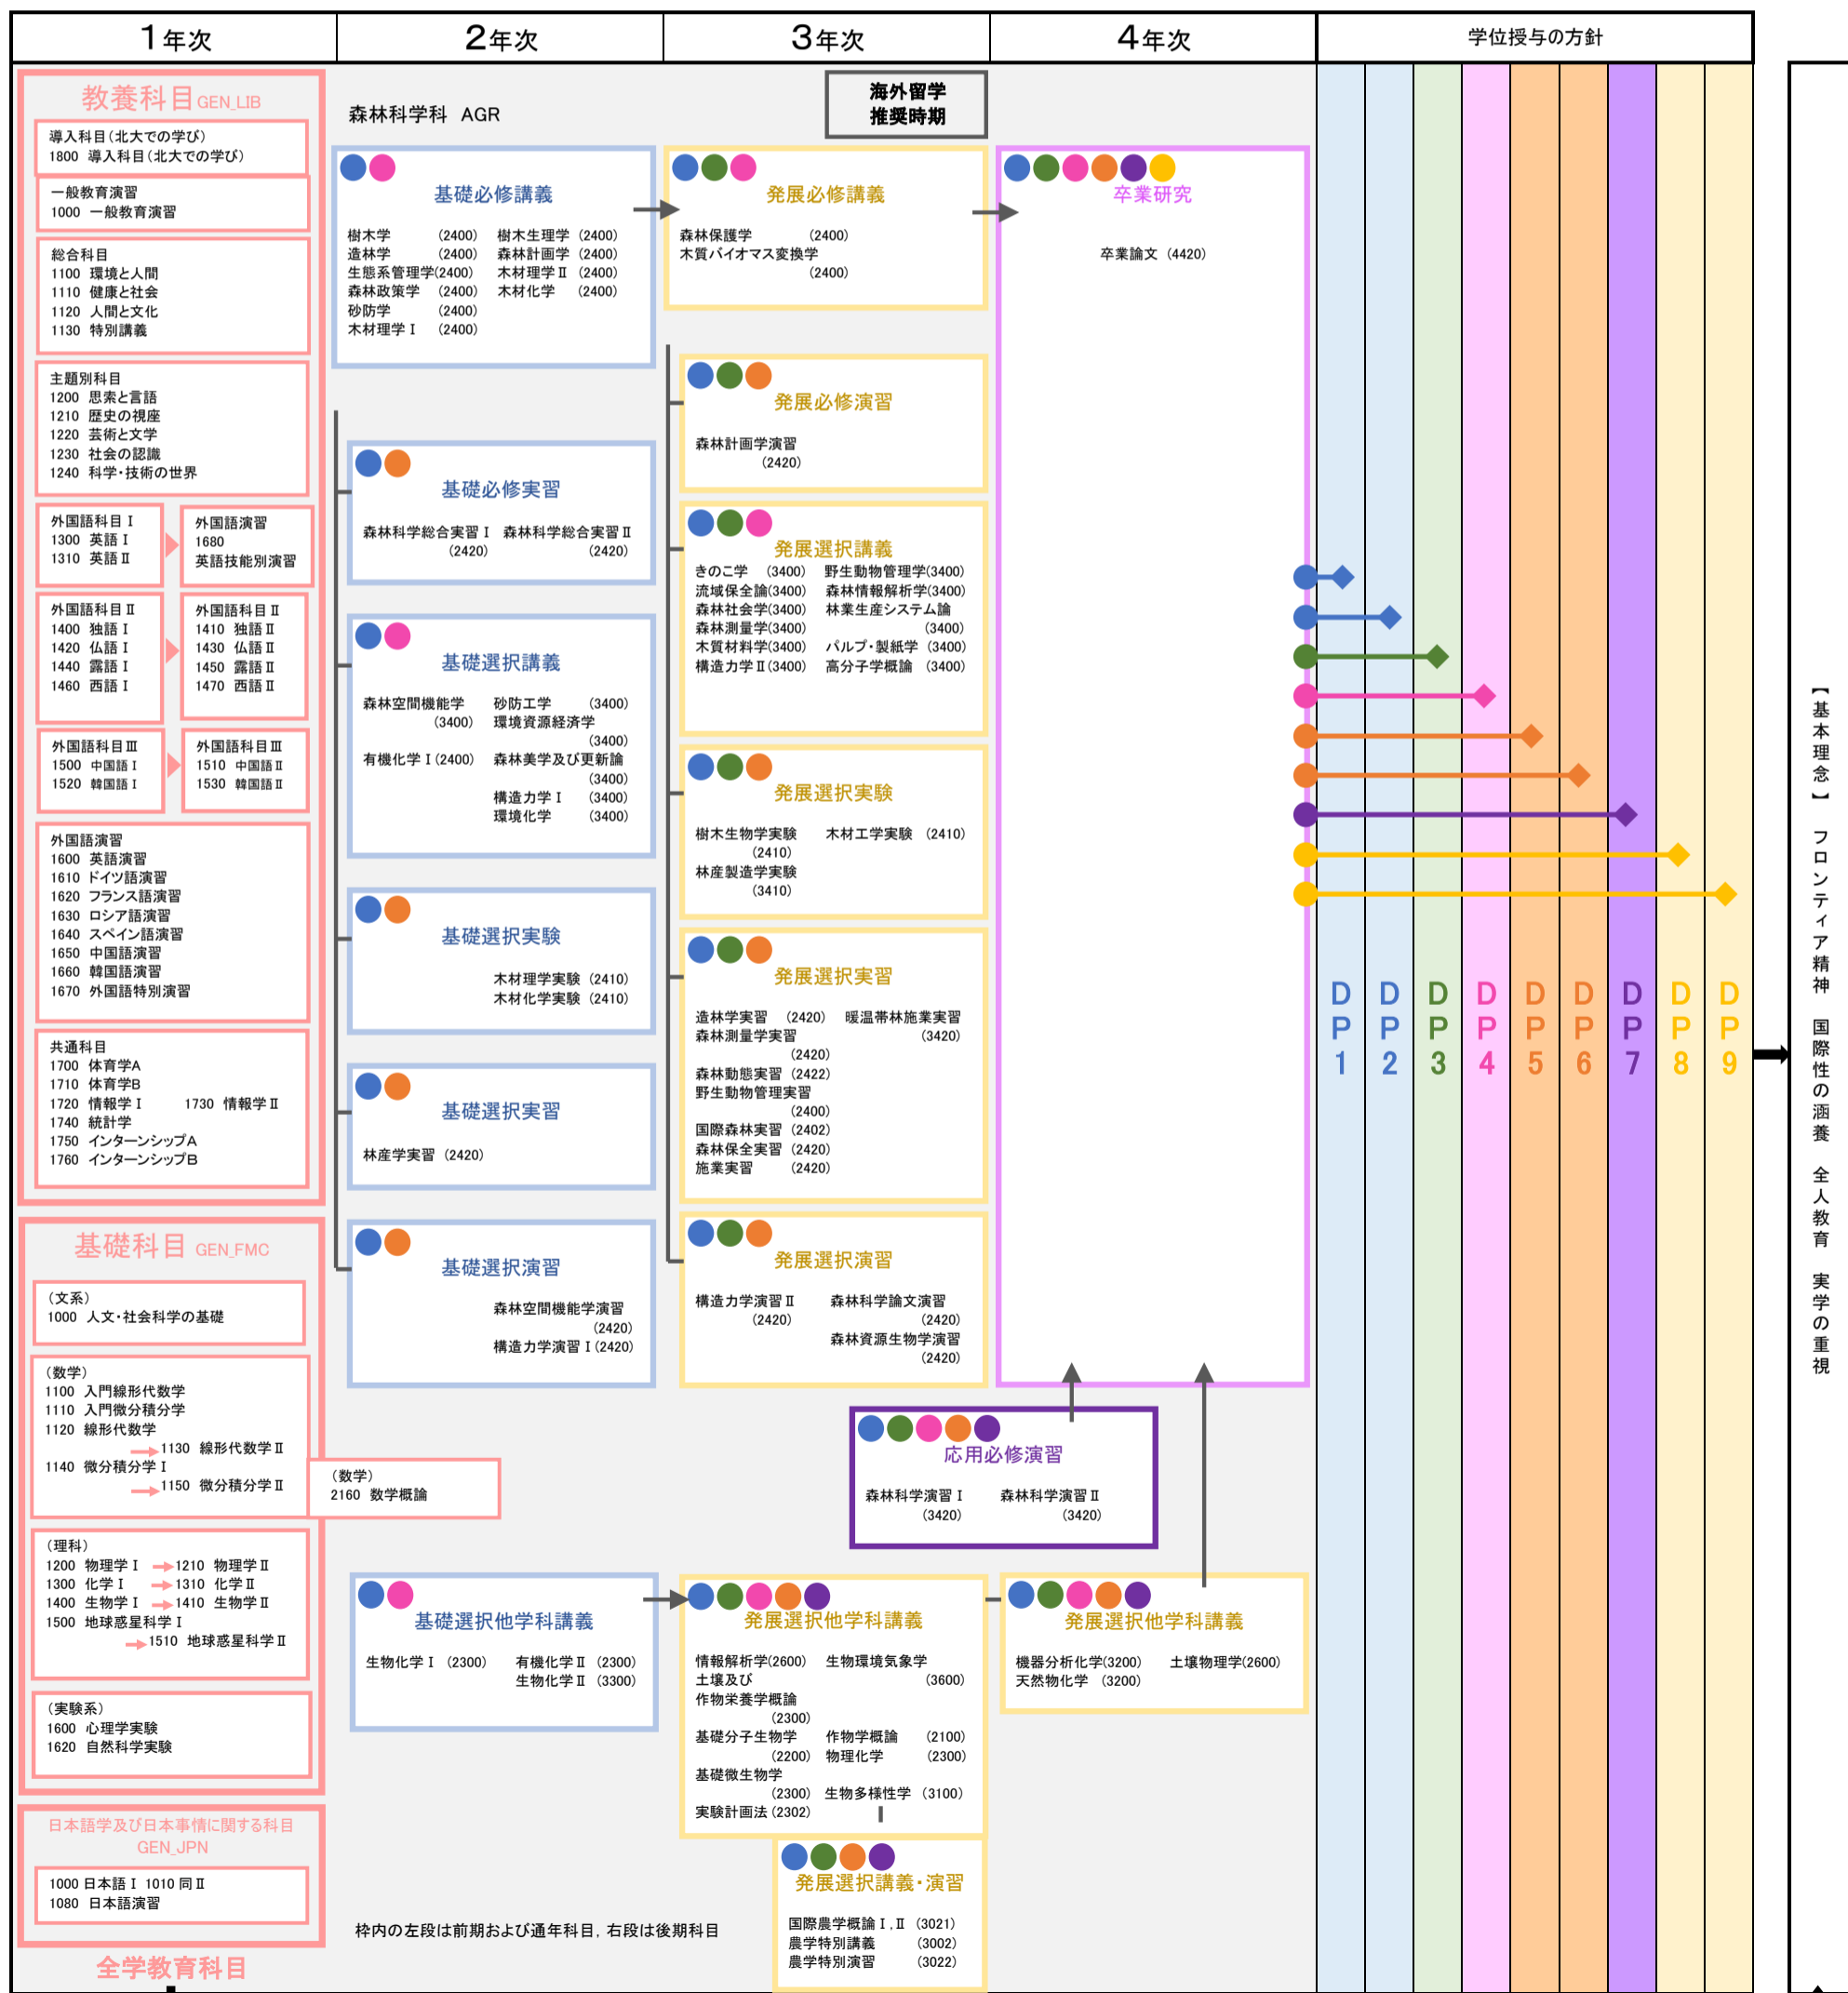 1年次
2年次
3年次
4年次
学位授与の方針
教養科目 GEN_LIB
導入科目（北大での学び）
1800 導入科目（北大での学び）
一般教育演習
1000 一般教育演習
総合科目
1100 環境と人間
1110 健康と社会
1120 人間と文化
1130 特別講義
主題別科目
1200 思索と言語
1210 歴史の視座
1220 芸術と文学
1230 社会の認識
1240 科学・技術の世界
外国語科目Ⅰ
1300 英語Ⅰ
1310 英語Ⅱ
外国語演習
1680
英語技能別演習
外国語科目Ⅱ
1400 独語Ⅰ
1420 仏語Ⅰ
1440 露語Ⅰ
1460 西語Ⅰ
外国語科目Ⅱ
1410 独語Ⅱ
1430 仏語Ⅱ
1450 露語Ⅱ
1470 西語Ⅱ
外国語科目Ⅲ
1500 中国語Ⅰ
1520 韓国語Ⅰ
外国語科目Ⅲ
1510 中国語Ⅱ
1530 韓国語Ⅱ
外国語演習
1600 英語演習
1610 ドイツ語演習
1620 フランス語演習
1630 ロシア語演習
1640 スペイン語演習
1650 中国語演習
1660 韓国語演習
1670 外国語特別演習
共通科目
1700 体育学A
1710 体育学B
1720 情報学Ⅰ 1730 情報学Ⅱ
1740 統計学
1750 インターンシップA
1760 インターンシップB
基礎科目 GEN_FMC
（文系）
1000 人文・社会科学の基礎
（数学）
1100 入門線形代数学
1110 入門微分積分学
1120 線形代数学
1130 線形代数学Ⅱ
1140 微分積分学Ⅰ
1150 微分積分学Ⅱ
（数学）
2160 数学概論
（理科）
1200 物理学Ⅰ 1210 物理学Ⅱ
1300 化学Ⅰ 1310 化学Ⅱ
1400 生物学Ⅰ 1410 生物学Ⅱ
1500 地球惑星科学Ⅰ
1510 地球惑星科学Ⅱ
（実験系）
1600 心理学実験
1620 自然科学実験
日本語学及び日本事情に関する科目
GEN_JPN
1000 日本語Ⅰ 1010 同Ⅱ
1080 日本語演習
全学教育科目
森林科学科 AGR
海外留学
推奨時期
基礎必修講義
樹木学 (2400) 樹木生理学 (2400)
造林学 (2400) 森林計画学 (2400)
生態系管理学(2400) 木材理学Ⅱ (2400)
森林政策学 (2400) 木材化学 (2400)
砂防学 (2400)
木材理学Ⅰ (2400)
基礎必修実習
森林科学総合実習Ⅰ 森林科学総合実習Ⅱ
(2420) (2420)
基礎選択講義
森林空間機能学 砂防工学 (3400)
(3400) 環境資源経済学
(3400)
有機化学Ⅰ(2400) 森林美学及び更新論
(3400)
構造力学Ⅰ (3400)
環境化学 (3400)
基礎選択実験
木材理学実験 (2410)
木材化学実験 (2410)
基礎選択実習
林産学実習 (2420)
基礎選択演習
森林空間機能学演習
(2420)
構造力学演習Ⅰ(2420)
基礎選択他学科講義
生物化学Ⅰ (2300) 有機化学Ⅱ (2300)
生物化学Ⅱ (3300)
枠内の左段は前期および通年科目, 右段は後期科目
発展必修講義
森林保護学 (2400)
木質バイオマス変換学
(2400)
発展必修演習
森林計画学演習
(2420)
発展選択講義
きのこ学 (3400) 野生動物管理学(3400)
流域保全論(3400) 森林情報解析学(3400)
森林社会学(3400) 林業生産システム論
森林測量学(3400) (3400)
木質材料学(3400) パルプ・製紙学 (3400)
構造力学Ⅱ(3400) 高分子学概論 (3400)
発展選択実験
樹木生物学実験 木材工学実験 (2410)
(2410)
林産製造学実験
(3410)
発展選択実習
造林学実習 (2420) 暖温帯林施業実習
森林測量学実習 (3420)
(2420)
森林動態実習 (2422)
野生動物管理実習
(2400)
国際森林実習 (2402)
森林保全実習 (2420)
施業実習 (2420)
発展選択演習
構造力学演習Ⅱ 森林科学論文演習
(2420) (2420)
森林資源生物学演習
(2420)
応用必修演習
森林科学演習Ⅰ 森林科学演習Ⅱ
(3420) (3420)
発展選択他学科講義
情報解析学(2600) 生物環境気象学
土壌及び (3600)
作物栄養学概論
(2300)
基礎分子生物学 作物学概論 (2100)
(2200) 物理化学 (2300)
基礎微生物学
(2300) 生物多様性学 (3100)
実験計画法 (2302)
発展選択講義・演習
国際農学概論Ⅰ,Ⅱ (3021)
農学特別講義 (3002)
農学特別演習 (3022)
卒業研究
卒業論文 (4420)
発展選択他学科講義
機器分析化学(3200) 土壌物理学(2600)
天然物化学 (3200)
DP1
DP2
DP3
DP4
DP5
DP6
DP7
DP8
DP9
【基本理念】 フロンティア精神 国際性の涵養 全人教育 実学の重視